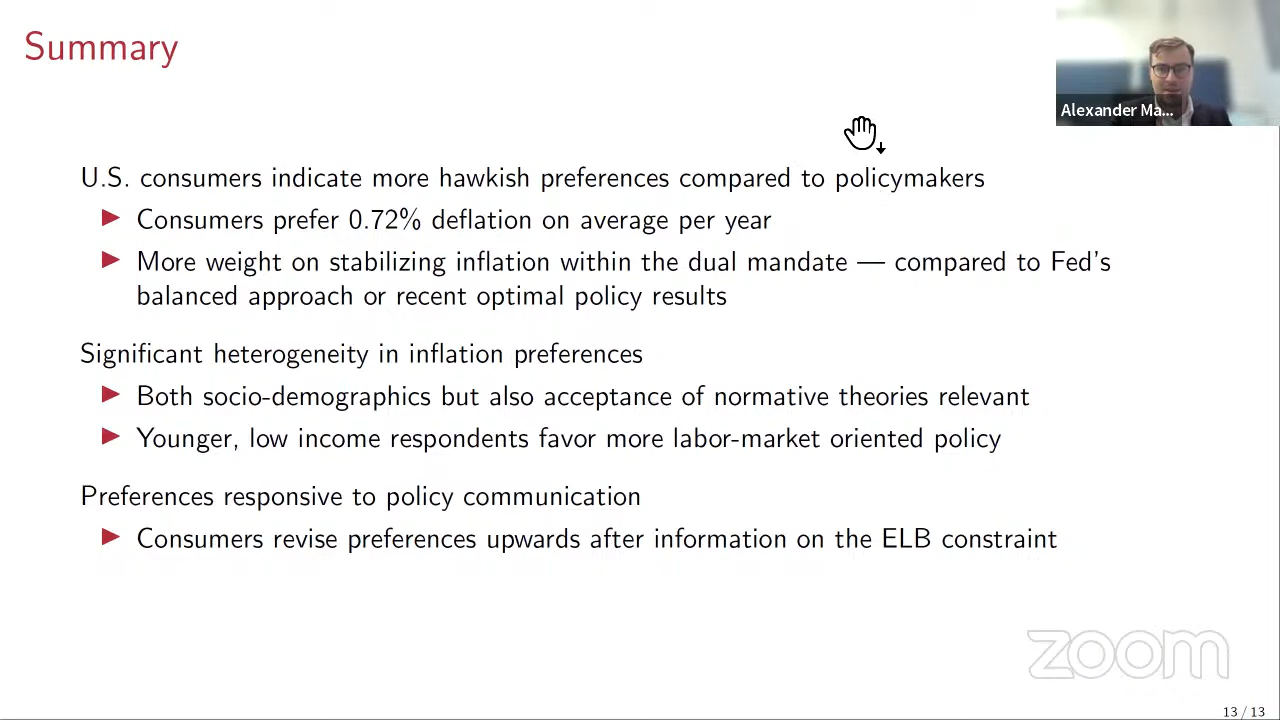 Summary
Alexander Ma...
U.S. consumers indicate more hawkish preferences compared to policymakers
Consumers prefer 0.72% deflation on average per year
More weight on stabilizing inflation within the dual mandate — compared to Fed's
balanced approach or recent optimal policy results
Significant heterogeneity in inflation preferences
Both socio-demographics but also acceptance of normative theories relevant
Younger, low income respondents favor more labor-market oriented policy
Preferences responsive to policy communication
Consumers revise preferences upwards after information on the ELB constraint
zoom
13 / 13